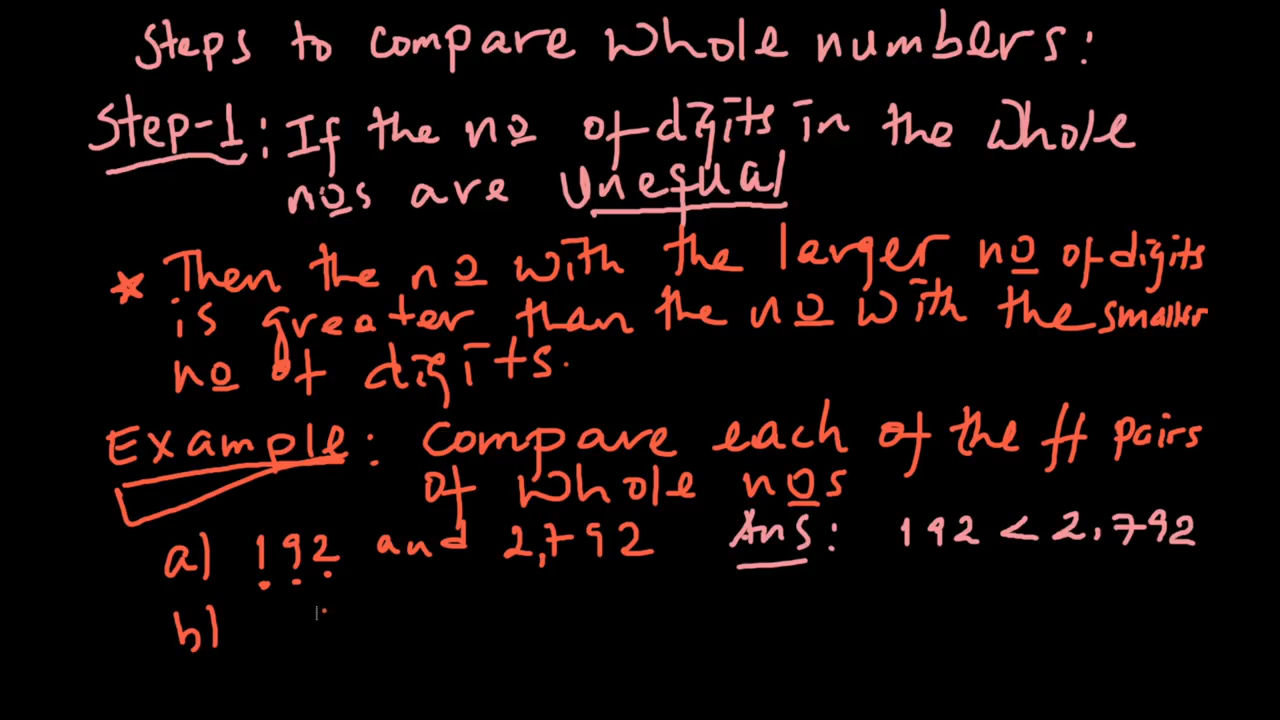 Steps to compare whole numbers:
Step-1: If the no of digits in the whole
nos are Unequal
* Then the no with the larger no of digits
is greater than the no with the smaller
no of digits.
Example: Compare each of the ff pairs
of whole nos
a) 192 and 2,792 Ans: 192 < 2,792
b)